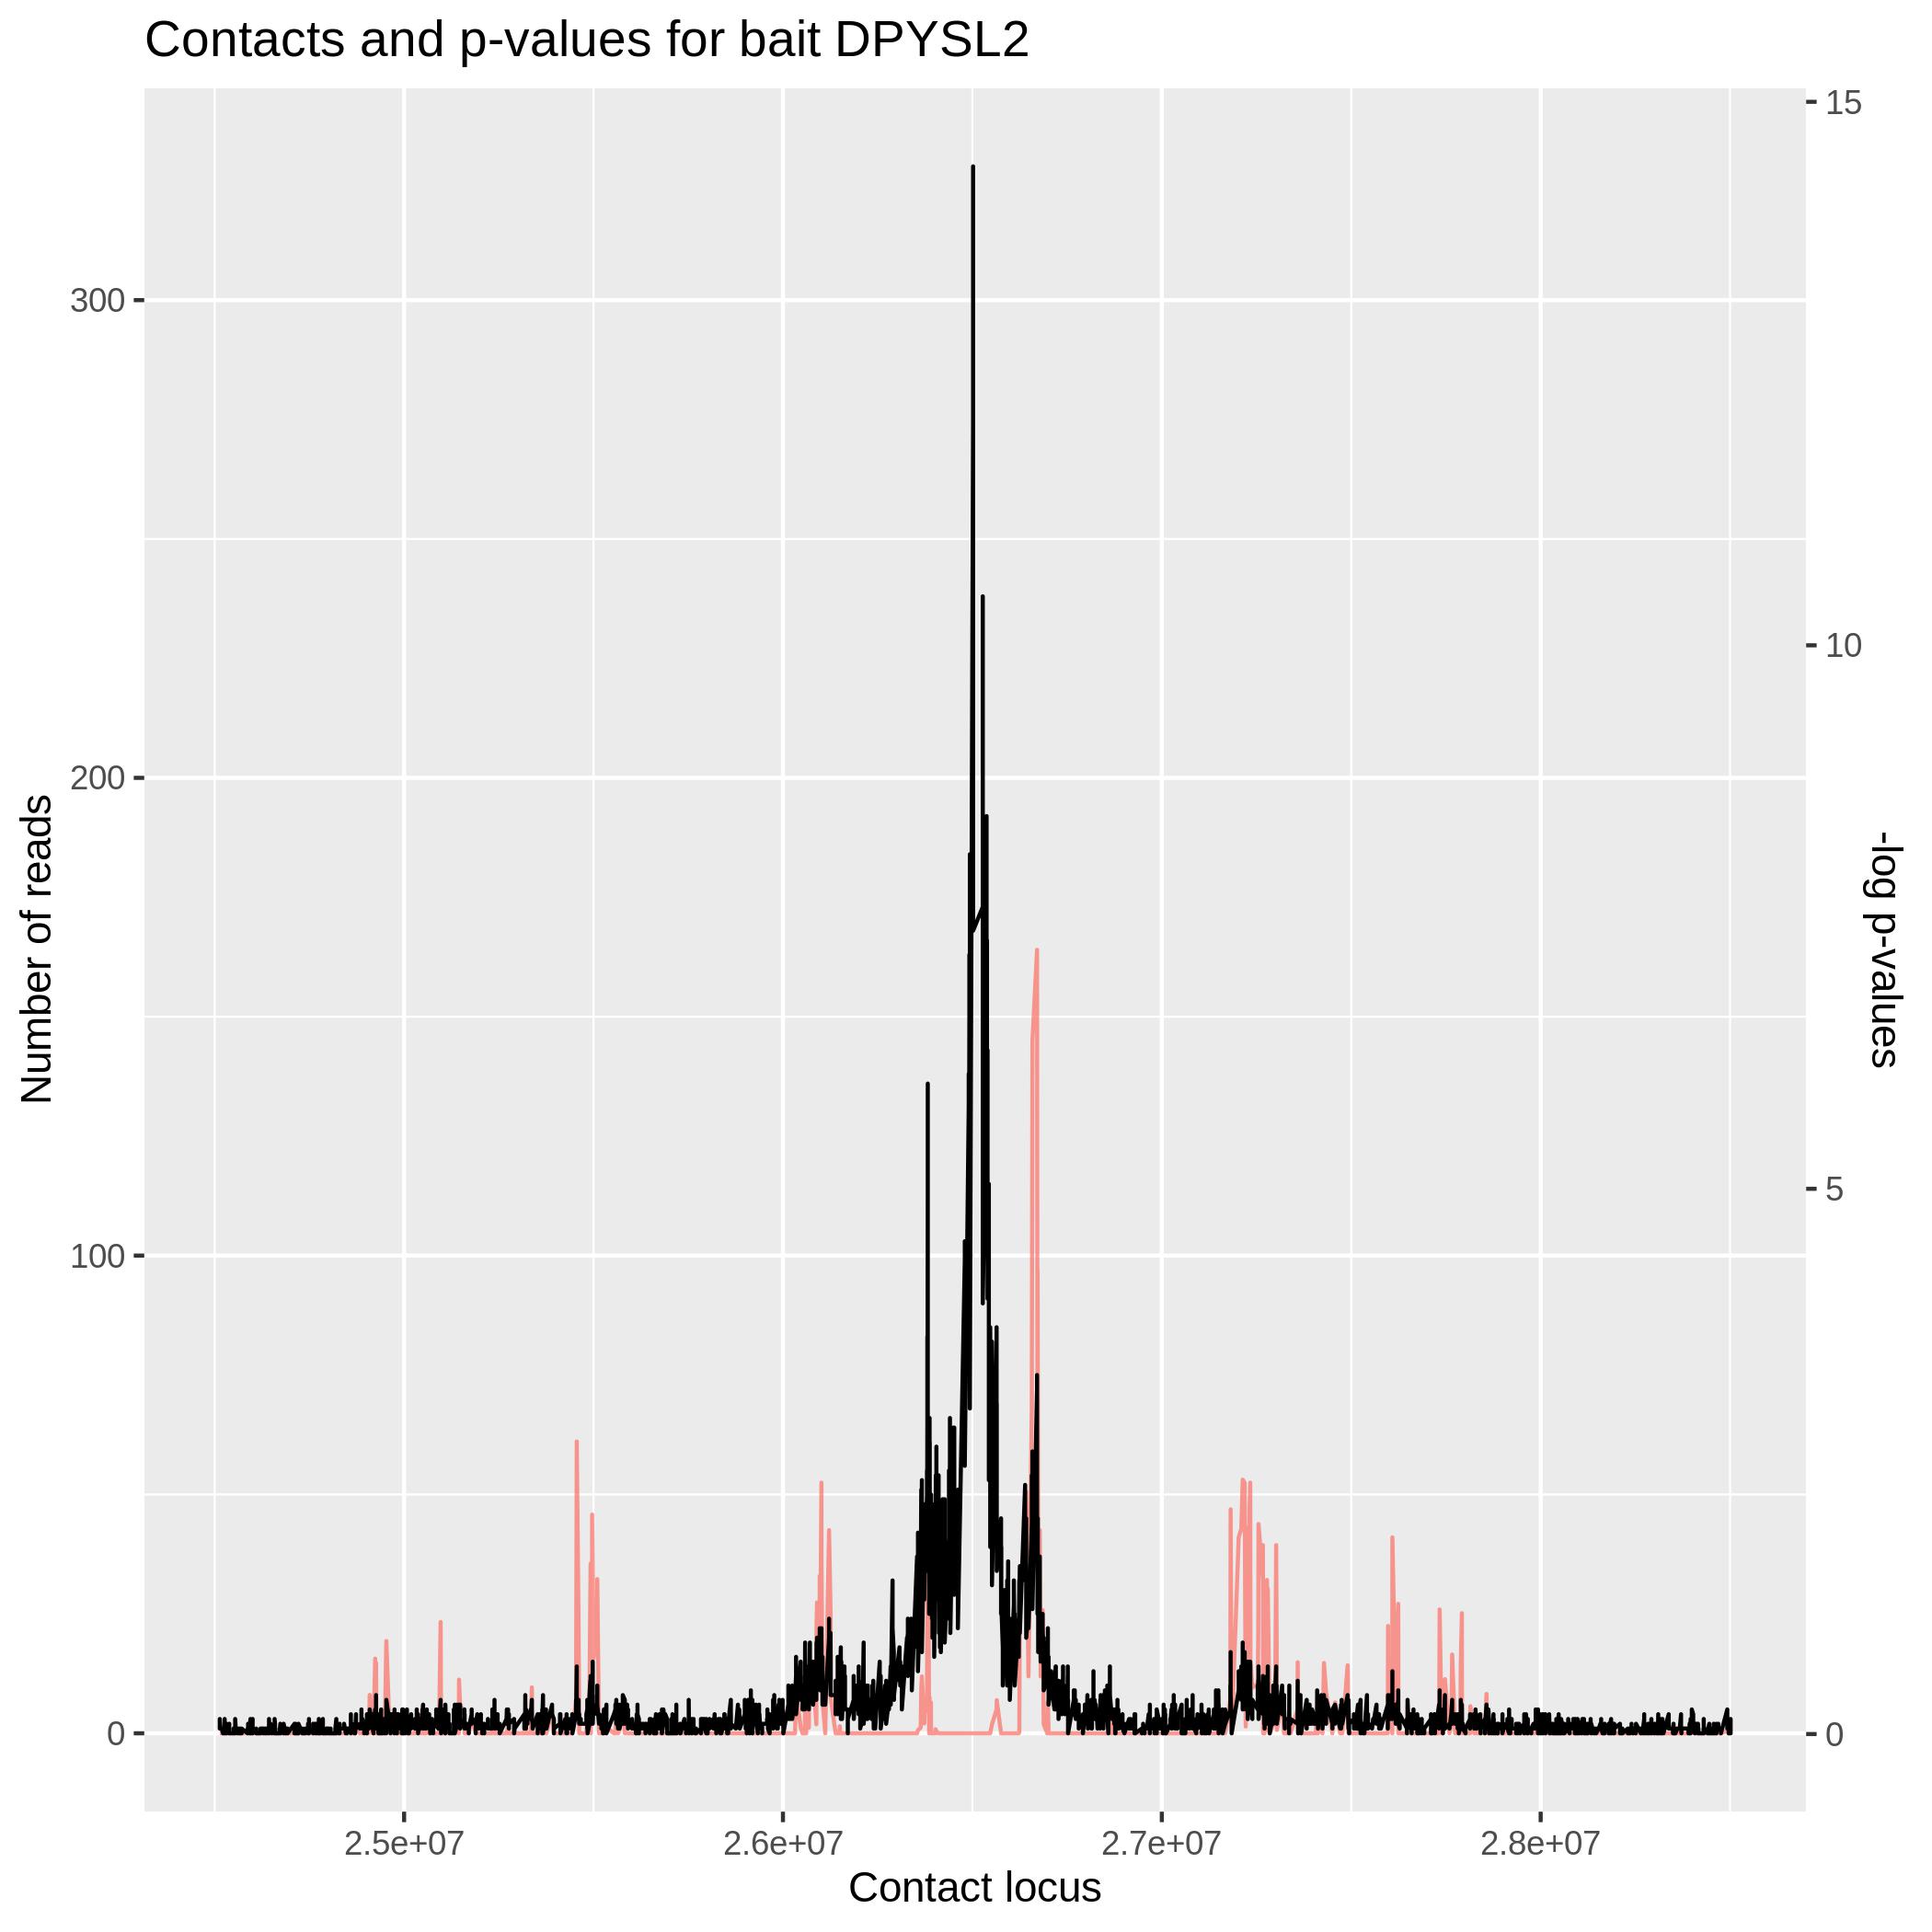 Contacts and p-values for bait DPYSL2
Number of reads
300
200
100
0
15
10
5
0
-log p-values
2.5e+07
2.6e+07
2.7e+07
2.8e+07
Contact locus